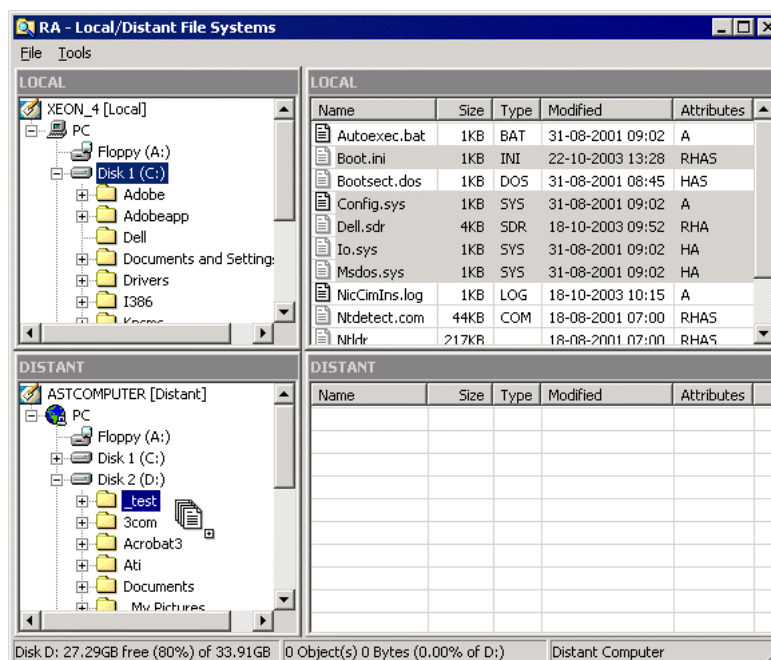 RA - Local/Distant File Systems
File Tools
LOCAL
XEON_4 [Local]
PC
Floppy (A:)
Disk 1 (C:)
Adobe
Adobeapp
Dell
Documents and Setting
Drivers
I386
LOCAL
Name Size Type Modified Attributes
Autoexec.bat 1KB BAT 31-08-2001 09:02 A
Boot.ini 1KB INI 22-10-2003 13:28 RHAS
Bootsect.dos 1KB DOS 31-08-2001 08:45 HAS
Config.sys 1KB SYS 31-08-2001 09:02 A
Dell.sdr 4KB SDR 18-10-2003 09:52 RHA
Io.sys 1KB SYS 31-08-2001 09:02 HA
Msdos.sys 1KB SYS 31-08-2001 09:02 HA
NicCimIns.log 1KB LOG 18-10-2003 10:15 A
Ntdetect.com 44KB COM 18-08-2001 07:00 RHAS
Ntldr 217KB 18-08-2001 07:00 RHAS
DISTANT
ASTCOMPUTER [Distant]
PC
Floppy (A:)
Disk 1 (C:)
Disk 2 (D:)
_test
3com
Acrobat3
Ati
Documents
My Pictures
DISTANT
Name Size Type Modified Attributes
Disk D: 27.29GB free (80%) of 33.91GB 0 Object(s) 0 Bytes (0.00% of D:) Distant Computer